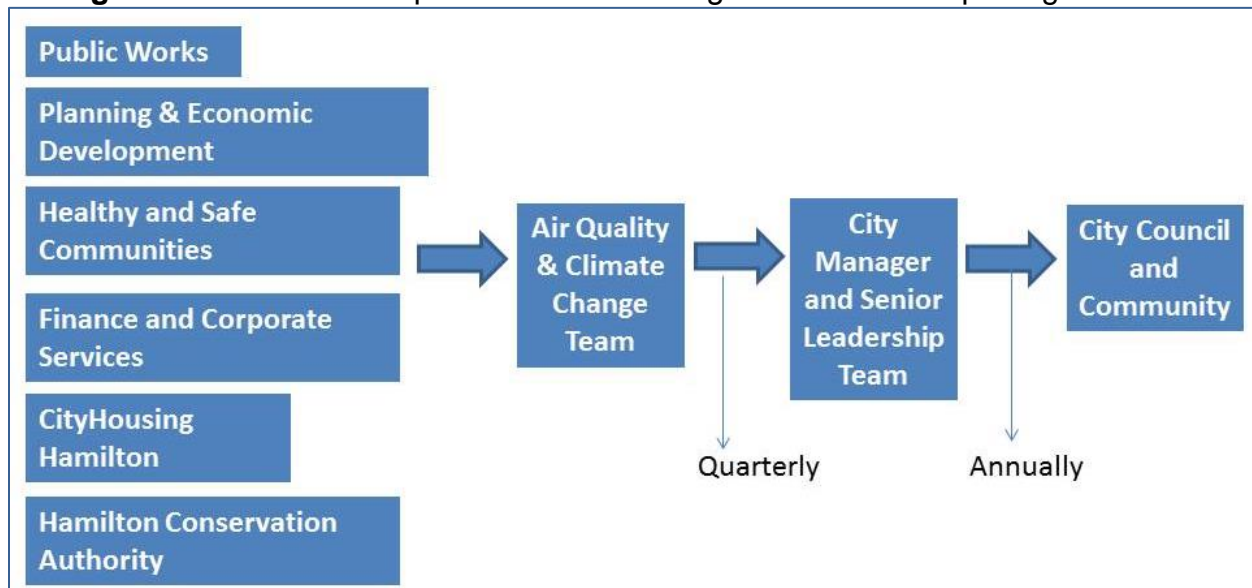 Public Works
Planning & Economic
Development
Healthy and Safe
Communities
Finance and Corporate
Services
CityHousing
Hamilton
Hamilton Conservation
Authority
Air Quality
& Climate
Change
Team
Quarterly
City
Manager
and Senior
Leadership
Team
Annually
City Council
and
Community